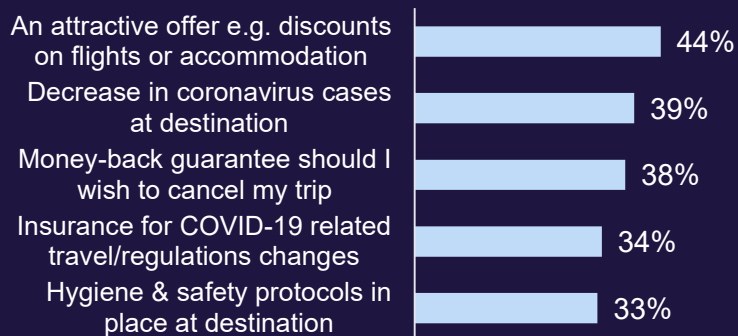 An attractive offer e.g. discounts
on flights or accommodation
44%
Decrease in coronavirus cases
at destination
39%
Money-back guarantee should I
wish to cancel my trip
38%
Insurance for COVID-19 related
travel/regulations changes
34%
Hygiene & safety protocols in
place at destination
33%